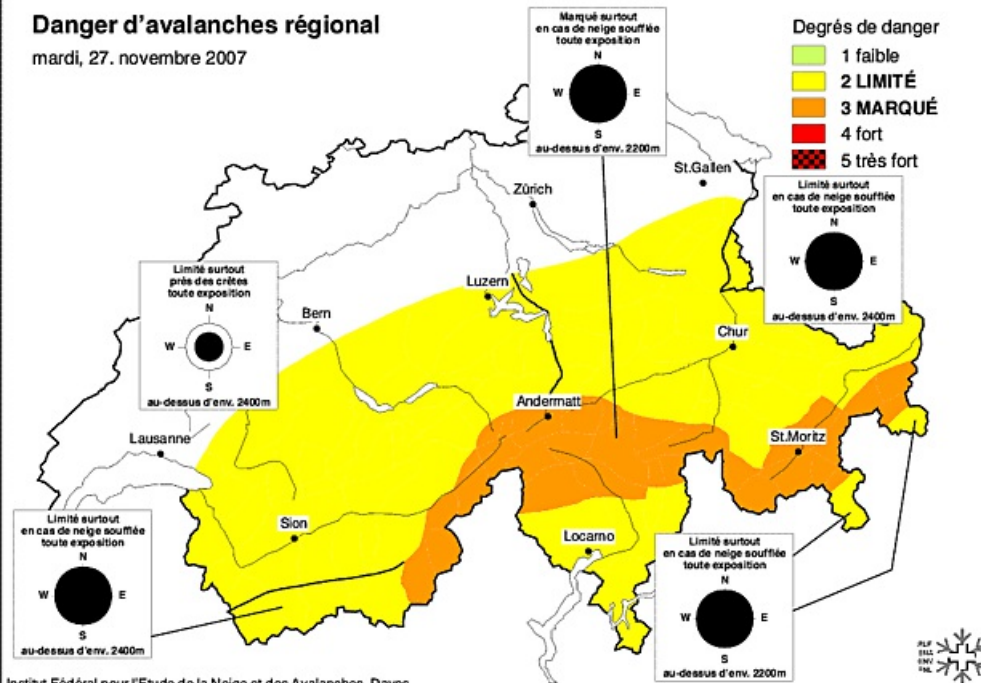 Danger d'avalanches régional
mardi, 27. novembre 2007
Marqué surtout
en cas de neige soufflée
toute exposition
N
W E
S
au-dessus d'env. 2200m
Degrés de danger
1 faible
2 LIMITÉ
3 MARQUÉ
4 fort
5 très fort
St.Gallen
Zürich
Limité surtout
en cas de neige soufflée
toute exposition
N
W E
S
au-dessus d'env. 2400m
Limité surtout
près des crêtes
toute exposition
N
W E
S
au-dessus d'env. 2400m
Luzern
Bern
Chur
Andermatt
Lausanne
St.Moritz
Sion
Locarno
Limité surtout
en cas de neige soufflée
toute exposition
N
W E
S
au-dessus d'env. 2400m
Limité surtout
en cas de neige soufflée
toute exposition
N
W E
S
au-dessus d'env. 2200m
Institut Fédéral pour l'Etude de la Neige et des Avalanches, Davos